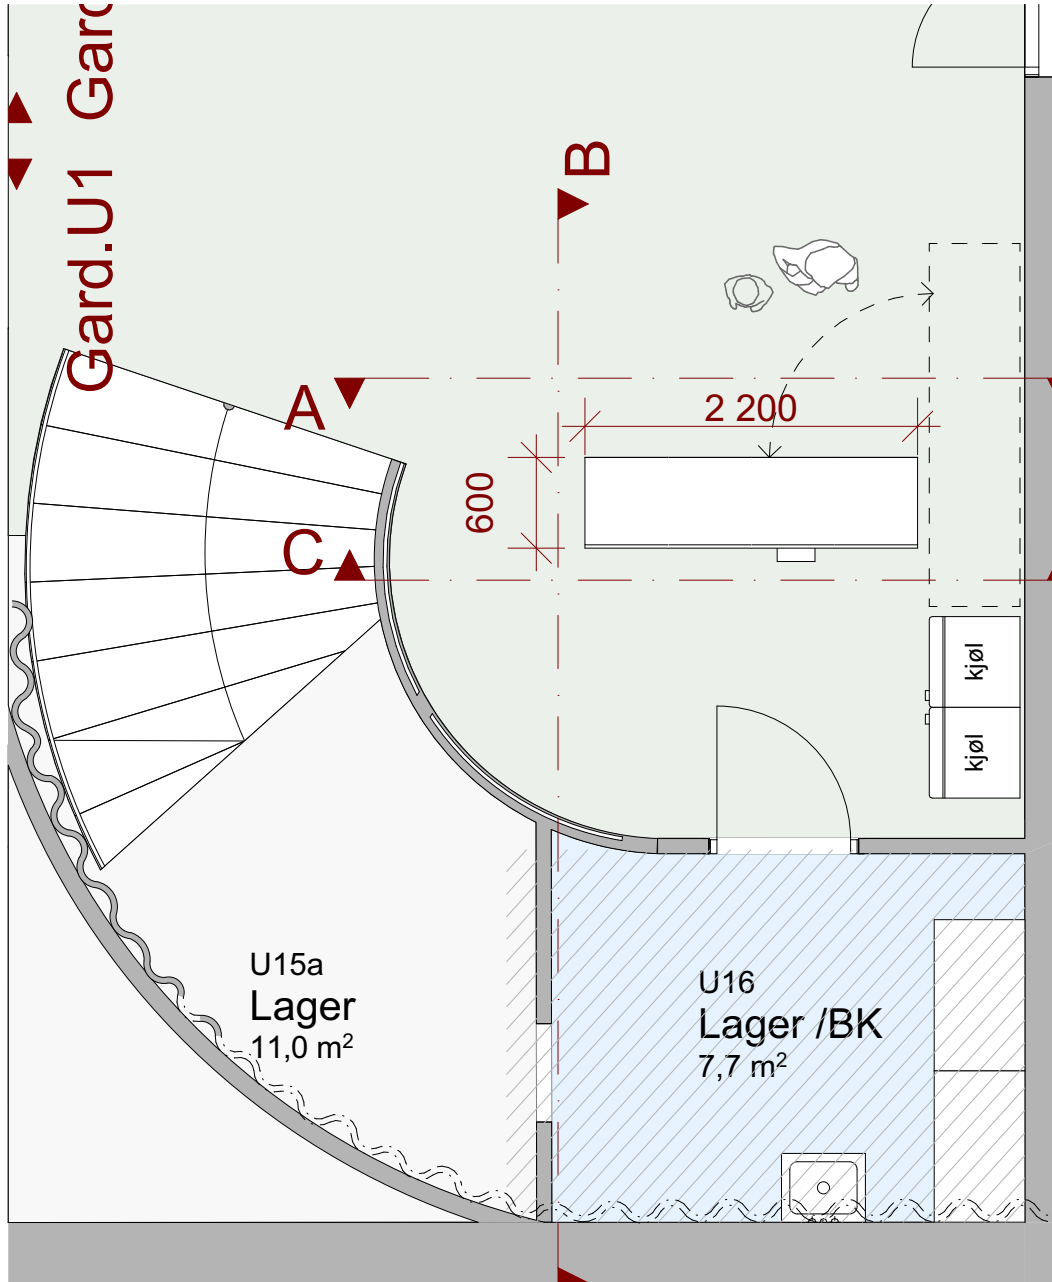 Gard.U1 Gard
B
A
2 200
600
C
kjøl
kjøl
U15a
Lager
11,0 m²
U16
Lager /BK
7,7 m²